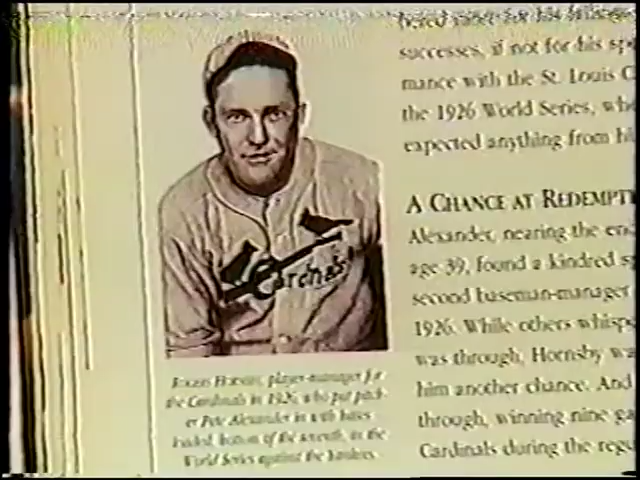 Cardinals
Rogers Hornsby, player-manager for
the Cardinals in 1926, who put pitch-
er Pete Alexander in with bases
loaded, bottom of the seventh, in the
World Series against the Yankees.
for his
successes, if not for his
mance with the St. Louis C
the 1926 World Series, wh
expected anything from hi
A CHANCE AT REDEMPT
Alexander, nearing the end
age 39, found a kindred sp
second baseman-manager
1926. While others whisp
was through, Hornsby wa
him another chance. And
through, winning nine ga
Cardinals during the regu